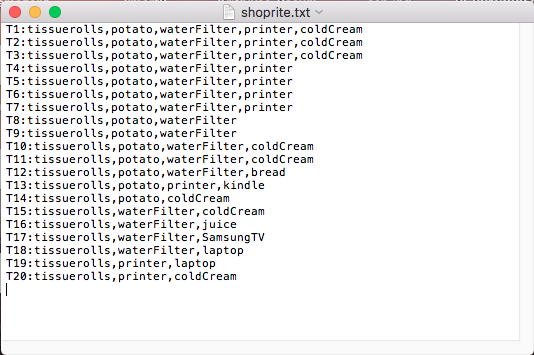 shoprite.txt
T1:tissuerolls,potato,waterFilter,printer,coldCream
T2:tissuerolls,potato,waterFilter,printer,coldCream
T3:tissuerolls,potato,waterFilter,printer,coldCream
T4:tissuerolls,potato,waterFilter,printer
T5:tissuerolls,potato,waterFilter,printer
T6:tissuerolls,potato,waterFilter,printer
T7:tissuerolls,potato,waterFilter,printer
T8:tissuerolls,potato,waterFilter
T9:tissuerolls,potato,waterFilter
T10:tissuerolls,potato,waterFilter,coldCream
T11:tissuerolls,potato,waterFilter,coldCream
T12:tissuerolls,potato,waterFilter,bread
T13:tissuerolls,potato,printer,kindle
T14:tissuerolls,potato,coldCream
T15:tissuerolls,waterFilter,coldCream
T16:tissuerolls,waterFilter,juice
T17:tissuerolls,waterFilter,SamsungTV
T18:tissuerolls,waterFilter,laptop
T19:tissuerolls,printer,laptop
T20:tissuerolls,printer,coldCream